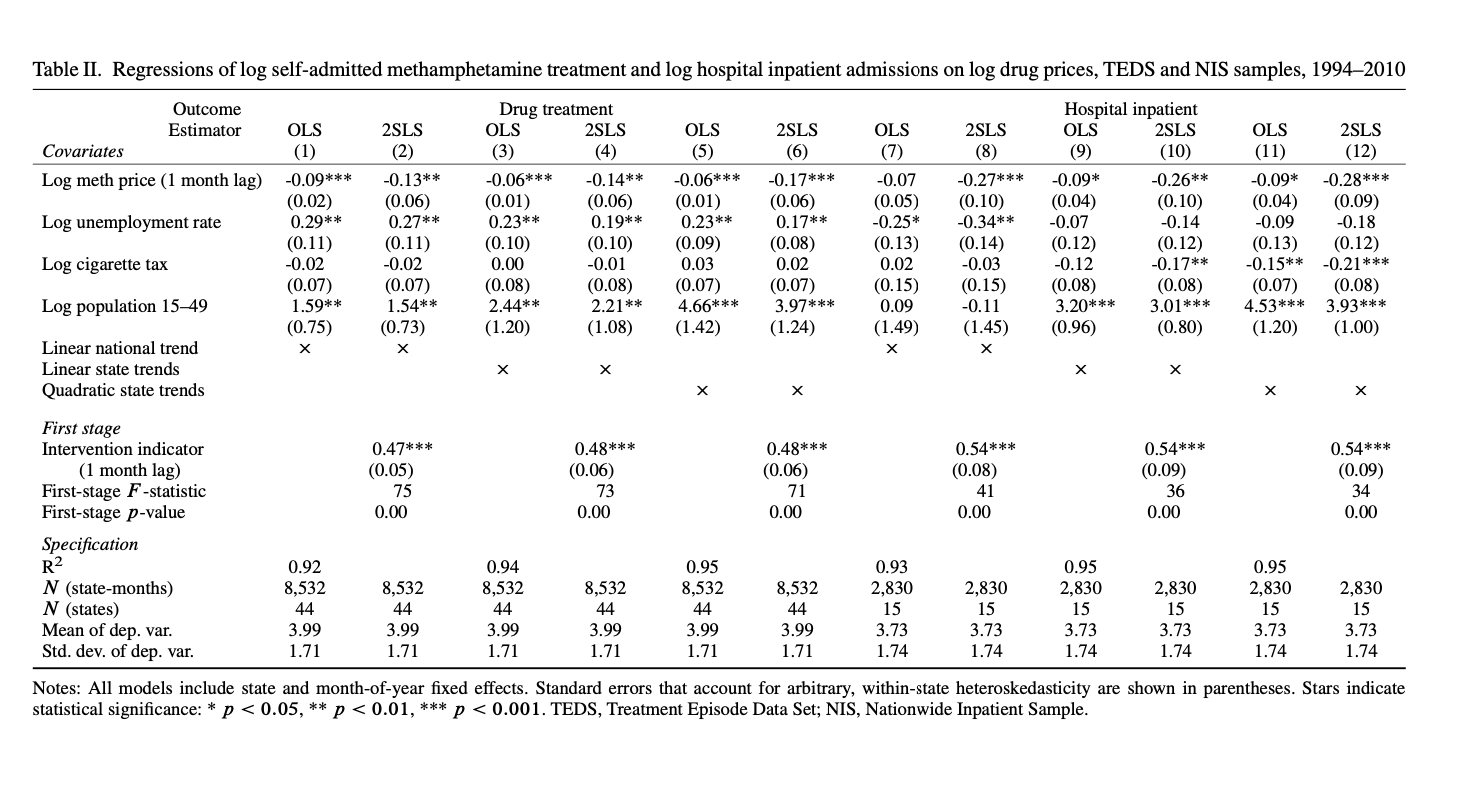 Table II. Regressions of log self-admitted methamphetamine treatment and log hospital inpatient admissions on log drug prices, TEDS and NIS samples, 1994–2010
Outcome Drug treatment Hospital inpatient
Estimator OLS 2SLS OLS 2SLS OLS 2SLS OLS 2SLS OLS 2SLS OLS 2SLS
Covariates (1) (2) (3) (4) (5) (6) (7) (8) (9) (10) (11) (12)
Log meth price (1 month lag) -0.09*** -0.13** -0.06*** -0.14** -0.06*** -0.17*** -0.07 -0.27*** -0.09* -0.26** -0.09* -0.28***
(0.02) (0.06) (0.01) (0.06) (0.01) (0.06) (0.05) (0.10) (0.04) (0.10) (0.04) (0.09)
Log unemployment rate 0.29** 0.27** 0.23** 0.19** 0.23** 0.17** -0.25* -0.34** -0.07 -0.14 -0.09 -0.18
(0.11) (0.11) (0.10) (0.10) (0.09) (0.08) (0.13) (0.14) (0.12) (0.12) (0.13) (0.12)
Log cigarette tax -0.02 -0.02 0.00 -0.01 0.03 0.02 0.02 -0.03 -0.12 -0.17** -0.15** -0.21***
(0.07) (0.07) (0.08) (0.08) (0.07) (0.07) (0.15) (0.15) (0.08) (0.08) (0.07) (0.08)
Log population 15–49 1.59** 1.54** 2.44** 2.21** 4.66*** 3.97*** 0.09 -0.11 3.20*** 3.01*** 4.53*** 3.93***
(0.75) (0.73) (1.20) (1.08) (1.42) (1.24) (1.49) (1.45) (0.96) (0.80) (1.20) (1.00)
Linear national trend × × × ×
Linear state trends × × × ×
Quadratic state trends × × × ×
First stage
Intervention indicator 0.47*** 0.48*** 0.48*** 0.54*** 0.54*** 0.54***
(1 month lag) (0.05) (0.06) (0.06) (0.08) (0.09) (0.09)
First-stage F-statistic 75 73 71 41 36 34
First-stage p-value 0.00 0.00 0.00 0.00 0.00 0.00
Specification
R² 0.92 0.94 0.95 0.93 0.95 0.95
N (state-months) 8,532 8,532 8,532 8,532 8,532 8,532 2,830 2,830 2,830 2,830 2,830 2,830
N (states) 44 44 44 44 44 44 15 15 15 15 15 15
Mean of dep. var. 3.99 3.99 3.99 3.99 3.99 3.99 3.73 3.73 3.73 3.73 3.73 3.73
Std. dev. of dep. var. 1.71 1.71 1.71 1.71 1.71 1.71 1.74 1.74 1.74 1.74 1.74 1.74
Notes: All models include state and month-of-year fixed effects. Standard errors that account for arbitrary, within-state heteroskedasticity are shown in parentheses. Stars indicate
statistical significance: * p < 0.05, ** p < 0.01, *** p < 0.001. TEDS, Treatment Episode Data Set; NIS, Nationwide Inpatient Sample.